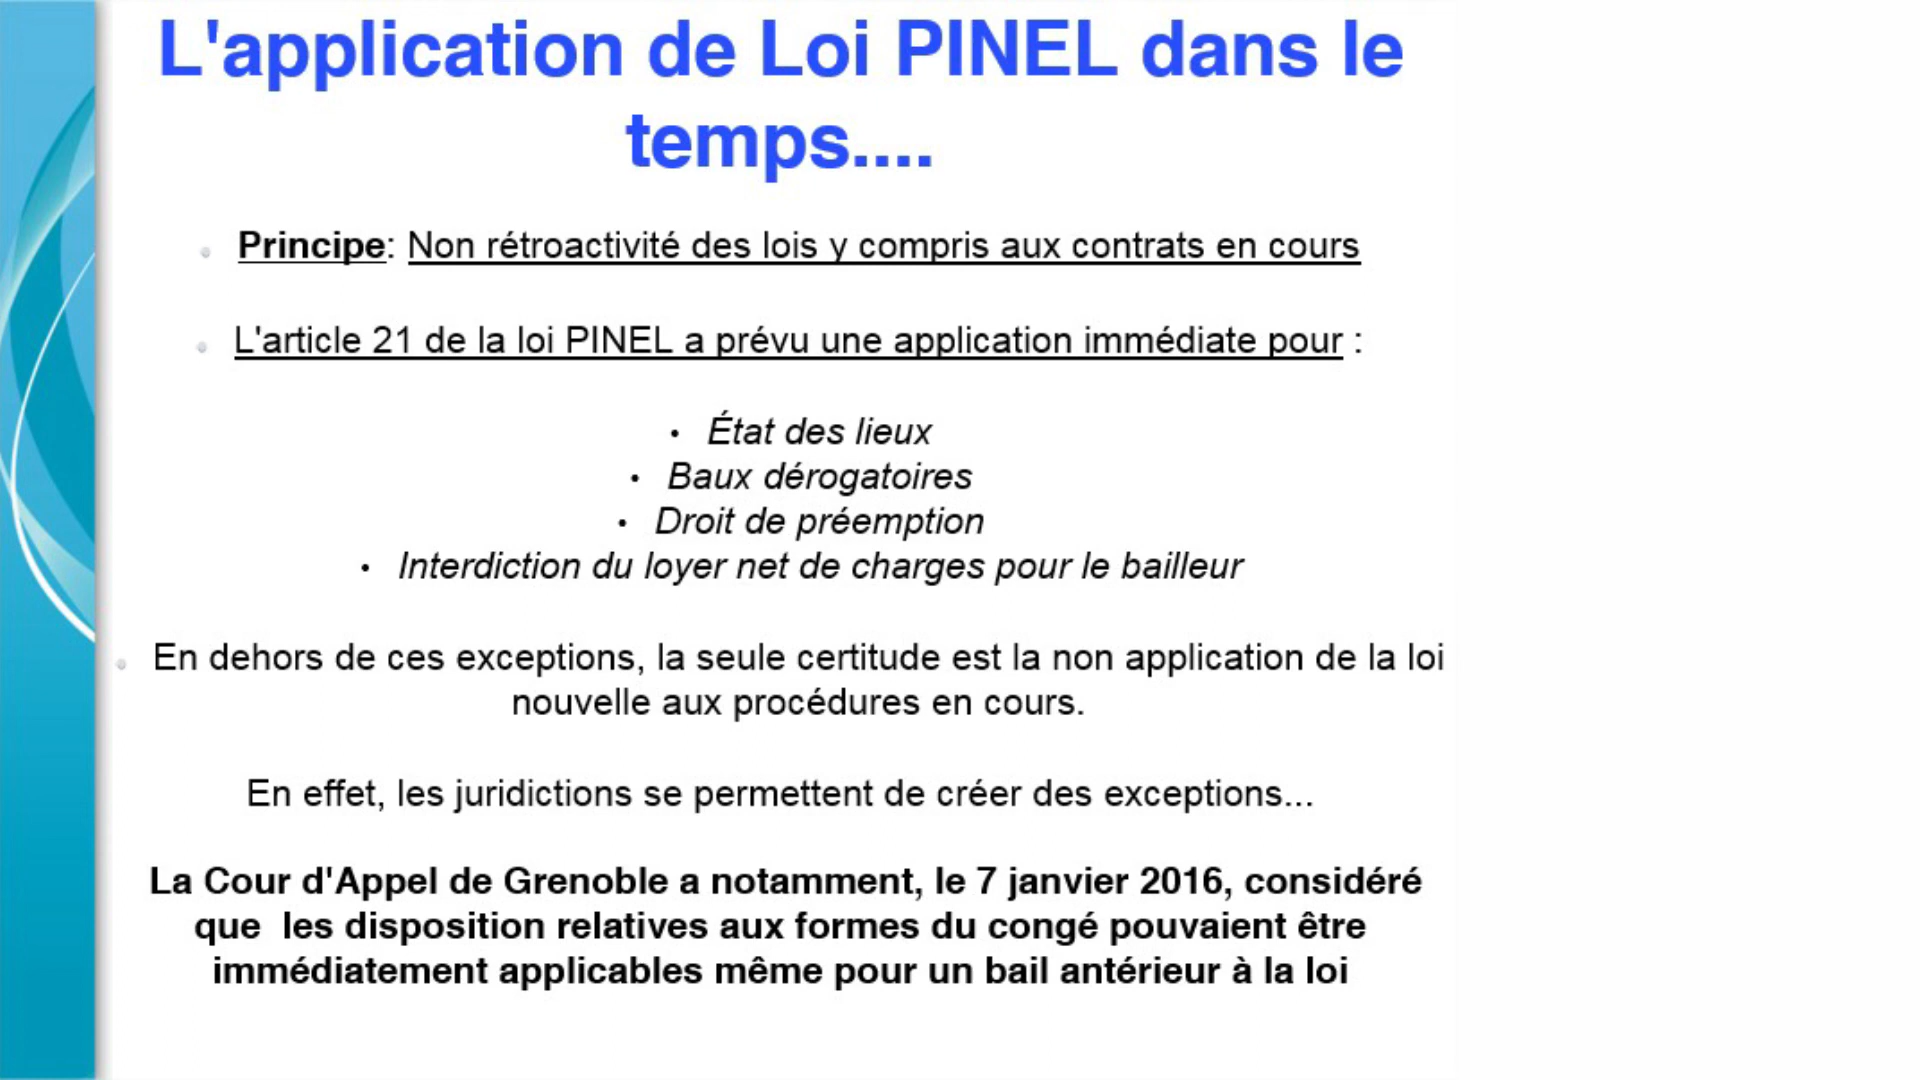 L'application de Loi PINEL dans le
temps....
• Principe: Non rétroactivité des lois y compris aux contrats en cours
• L'article 21 de la loi PINEL a prévu une application immédiate pour :
• État des lieux
• Baux dérogatoires
• Droit de préemption
• Interdiction du loyer net de charges pour le bailleur
• En dehors de ces exceptions, la seule certitude est la non application de la loi
nouvelle aux procédures en cours.
En effet, les juridictions se permettent de créer des exceptions...
La Cour d'Appel de Grenoble a notamment, le 7 janvier 2016, considéré
que  les disposition relatives aux formes du congé pouvaient être
immédiatement applicables même pour un bail antérieur à la loi